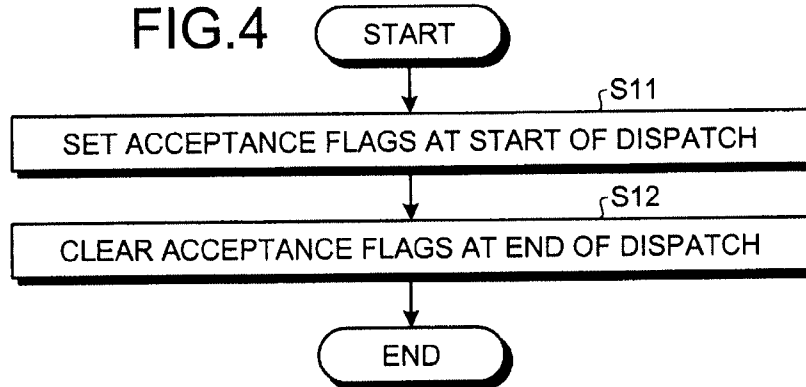 FIG.4
START
S11
SET ACCEPTANCE FLAGS AT START OF DISPATCH
S12
CLEAR ACCEPTANCE FLAGS AT END OF DISPATCH
END